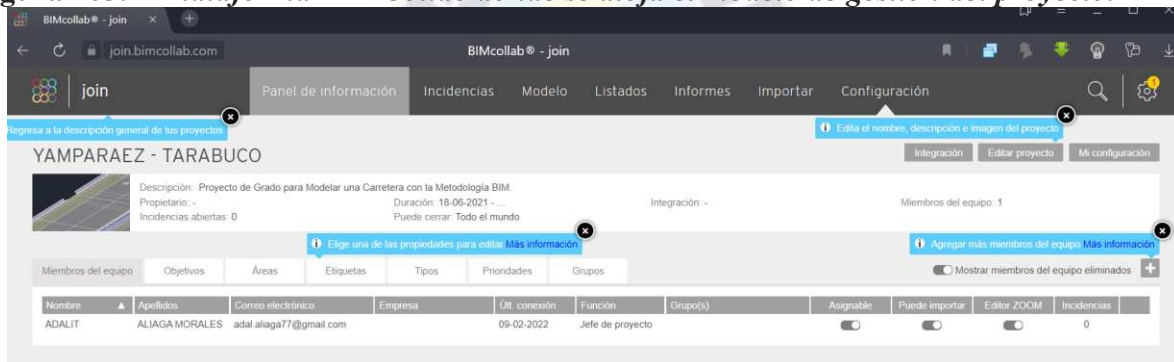 BIMcollab® - join
join.bimcollab.com
BIMcollab® - join
join
Panel de información
Incidencias
Modelo
Listados
Informes
Importar
Configuración
1
Regresa a la descripción general de tus proyectos
Edita el nombre, descripción e imagen del proyecto
YAMPARAEZ - TARABUCO
Integración
Editar proyecto
Mi configuración
Descripción: Proyecto de Grado para Modelar una Carretera con la Metodología BIM.
Propietario: -
Duración: 18-06-2021 - ...
Integración: -
Miembros del equipo: 1
Incidencias abiertas: 0
Puede cerrar: Todo el mundo
Elige una de las propiedades para editar Más información
Agregar más miembros del equipo Más información
Miembros del equipo
Objetivos
Áreas
Etiquetas
Tipos
Prioridades
Grupos
Mostrar miembros del equipo eliminados
Nombre
Apellidos
Correo electrónico
Empresa
Últ. conexión
Función
Grupo(s)
Asignable
Puede importar
Editor ZOOM
Incidencias
ADALIT
ALIAGA MORALES
adal.aliaga77@gmail.com
09-02-2022
Jefe de proyecto
0